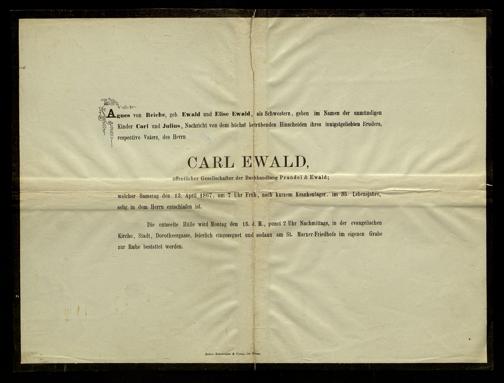 Agnes von Reiche, geb. Ewald und Elise Ewald, als Schwestern, geben im Namen der unmündigen
Kinder Carl und Julius, Nachricht von dem höchst betrübenden Hinscheiden ihres innigstgeliebten Bruders,
respective Vaters, des Herrn
CARL EWALD,
öffentlicher Gesellschafter der Buchhandlung Prandel & Ewald;
welcher Samstag den 13. April 1867, um 7 Uhr Früh, nach kurzem Krankenlager, im 35. Lebensjahre,
selig in dem Herrn entschlafen ist.
Die entseelte Hülle wird Montag den 15. d. M., punct 2 Uhr Nachmittags, in der evangelischen
Kirche, Stadt, Dorotheergasse, feierlich eingesegnet und sodann am St. Marxer-Friedhofe im eigenen Grabe
zur Ruhe bestattet werden.